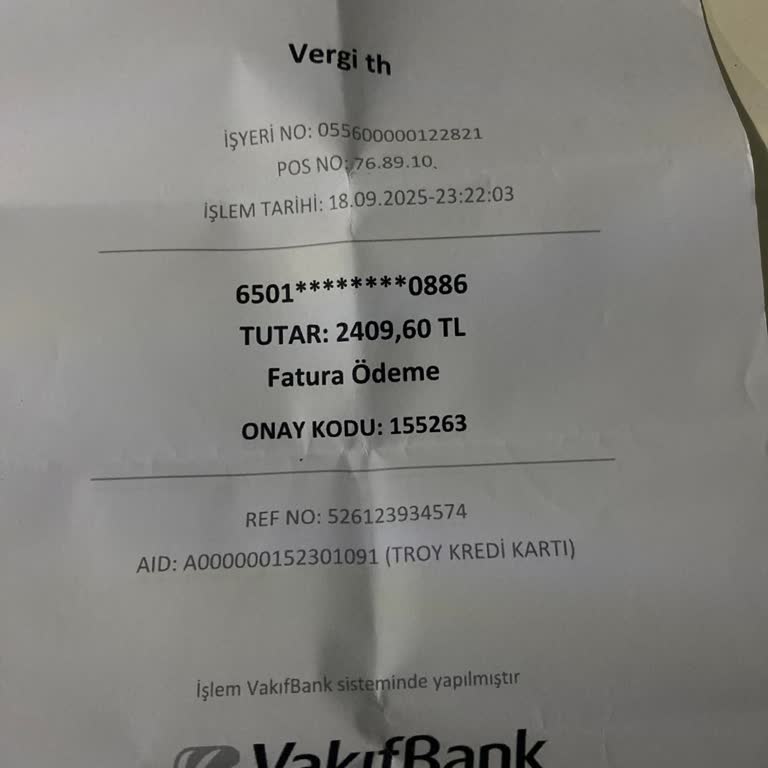 Vergi th
İŞYERİ NO: 055600000122821
POS NO: 76.89.10.
İŞLEM TARİHİ: 18.09.2025-23:22:03
6501********0886
TUTAR: 2409,60 TL
Fatura Ödeme
ONAY KODU: 155263
REF NO: 526123934574
AID: A000000152301091 (TROY KREDİ KARTI)
İşlem VakıfBank sisteminde yapılmıştır
VakıfBank